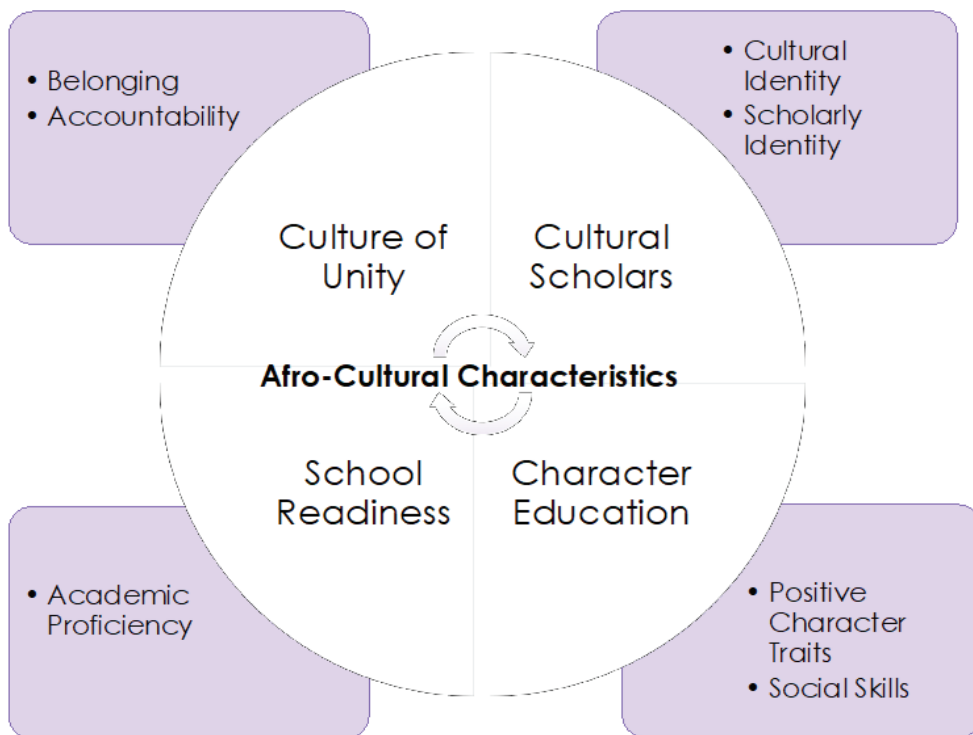 • Belonging
• Accountability
• Cultural
Identity
• Scholarly
Identity
Culture of
Unity
Cultural
Scholars
Afro-Cultural Characteristics
School
Readiness
Character
Education
• Academic
Proficiency
• Positive
Character
Traits
• Social Skills